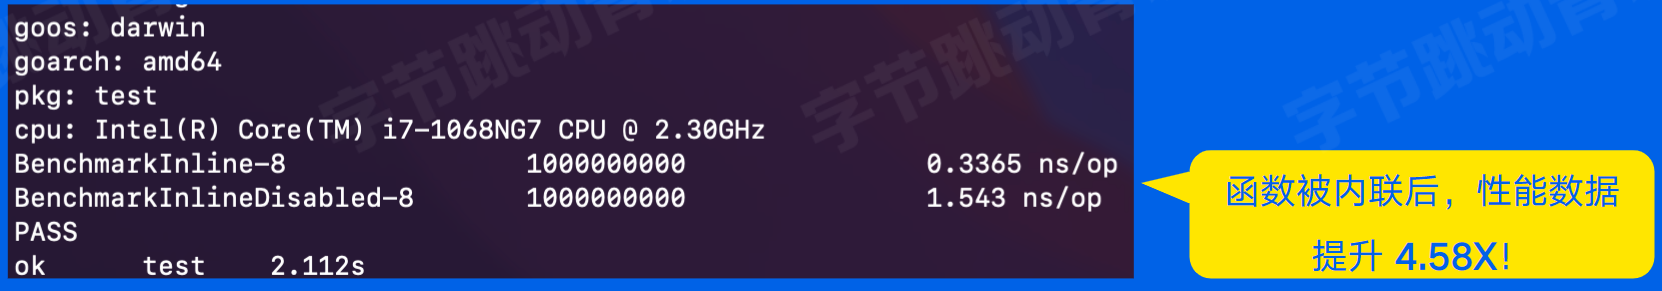 goos: darwin
goarch: amd64
pkg: test
cpu: Intel(R) Core(TM) i7-1068NG7 CPU @ 2.30GHz
BenchmarkInline-8 1000000000 0.3365 ns/op
BenchmarkInlineDisabled-8 1000000000 1.543 ns/op
PASS
ok test 2.112s
函数被内联后，性能数据
提升 4.58X！
字节跳动
字节跳动青
字节跳动青